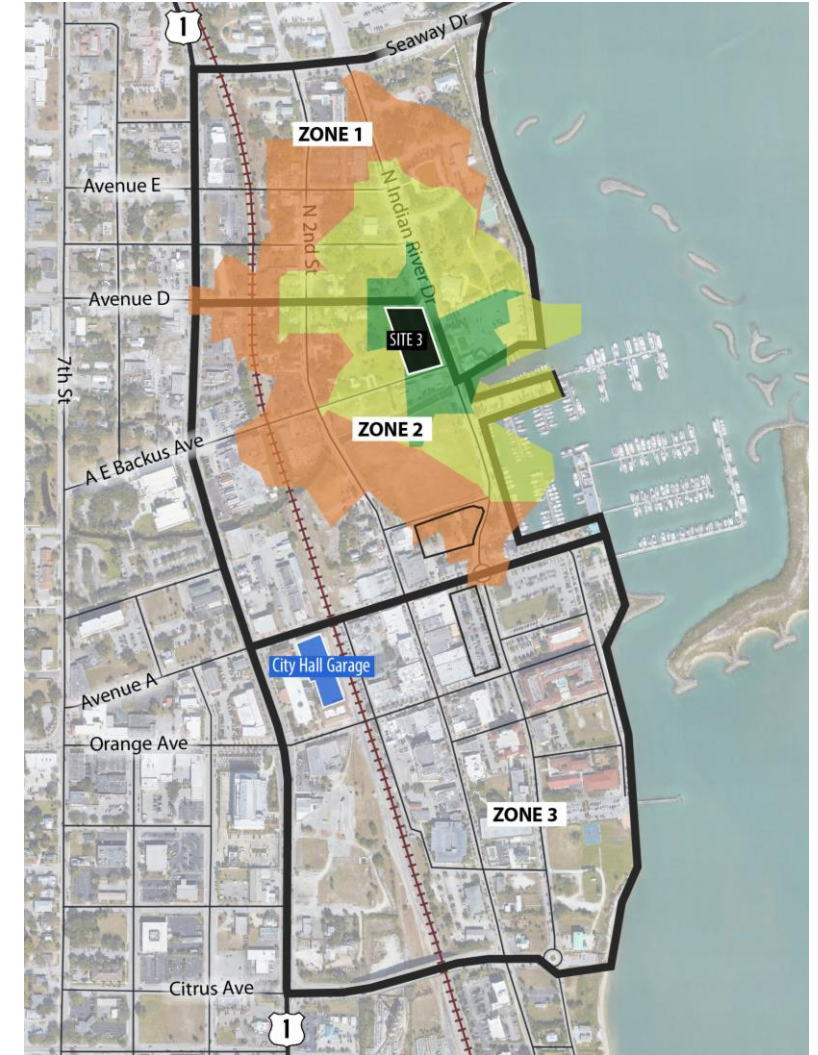 1
Seaway Dr
ZONE 1
Avenue E
N 2nd St
N Indian River Dr
Avenue D
SITE 3
7th St
ZONE 2
A E Backus Ave
City Hall Garage
Avenue A
Orange Ave
ZONE 3
Citrus Ave
1